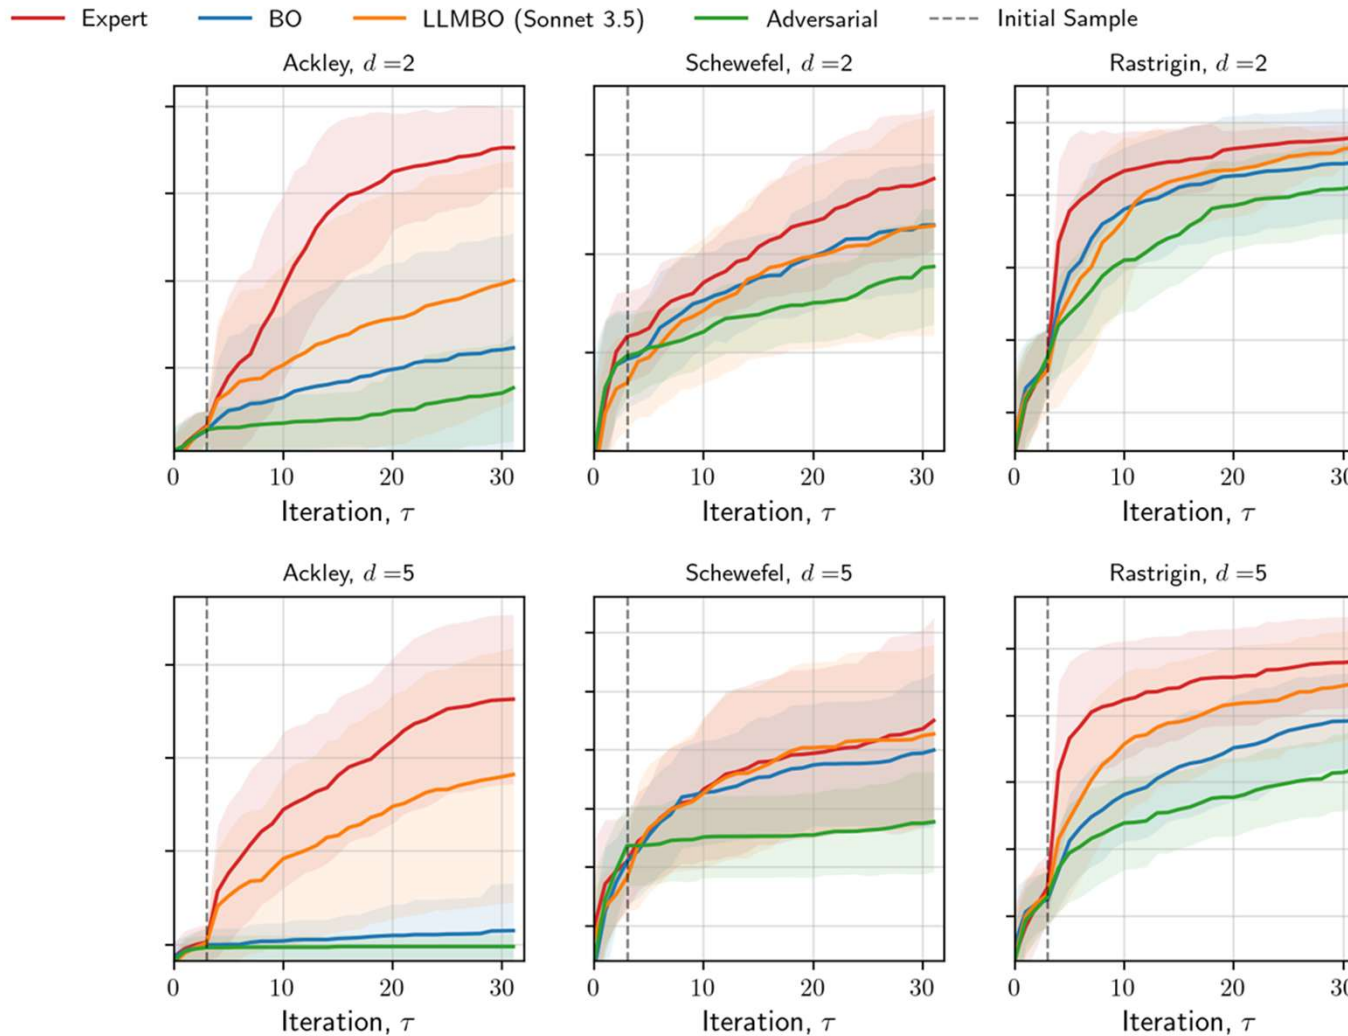 Expert BO LLMBO (Sonnet 3.5) Adversarial Initial Sample
Ackley, d =2 Schewefel, d =2 Rastrigin, d =2
0 10 20 30 0 10 20 30 0 10 20 30
Iteration, τ Iteration, τ Iteration, τ
Ackley, d =5 Schewefel, d =5 Rastrigin, d =5
0 10 20 30 0 10 20 30 0 10 20 30
Iteration, τ Iteration, τ Iteration, τ